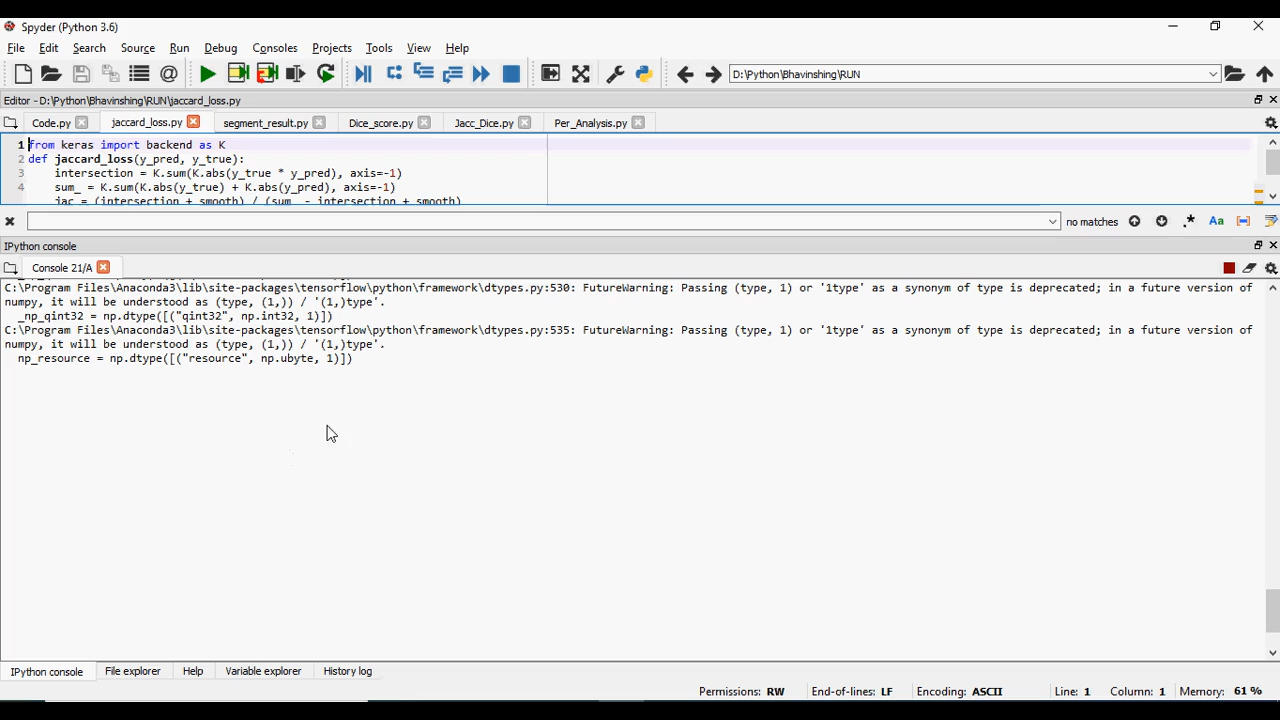 Spyder (Python 3.6)
File Edit Search Source Run Debug Consoles Projects Tools View Help
D:\Python\Bhavinshing\RUN
Editor - D:\Python\Bhavinshing\RUN\jaccard_loss.py
Code.py jaccard_loss.py segment_result.py Dice_score.py Jacc_Dice.py Per_Analysis.py
1 from keras import backend as K
2 def jaccard_loss(y_pred, y_true):
3 intersection = K.sum(K.abs(y_true * y_pred), axis=-1)
4 sum_ = K.sum(K.abs(y_true) + K.abs(y_pred), axis=-1)
jac = (intersection + smooth) / (sum_ - intersection + smooth)
no matches .* Aa
IPython console
Console 21/A
C:\Program Files\Anaconda3\lib\site-packages\tensorflow\python\framework\dtypes.py:530: FutureWarning: Passing (type, 1) or '1type' as a synonym of type is deprecated; in a future version of
numpy, it will be understood as (type, (1,)) / '(1,)type'.
_np_qint32 = np.dtype([("qint32", np.int32, 1)])
C:\Program Files\Anaconda3\lib\site-packages\tensorflow\python\framework\dtypes.py:535: FutureWarning: Passing (type, 1) or '1type' as a synonym of type is deprecated; in a future version of
numpy, it will be understood as (type, (1,)) / '(1,)type'.
np_resource = np.dtype([("resource", np.ubyte, 1)])
IPython console File explorer Help Variable explorer History log
Permissions: RW End-of-lines: LF Encoding: ASCII Line: 1 Column: 1 Memory: 61 %